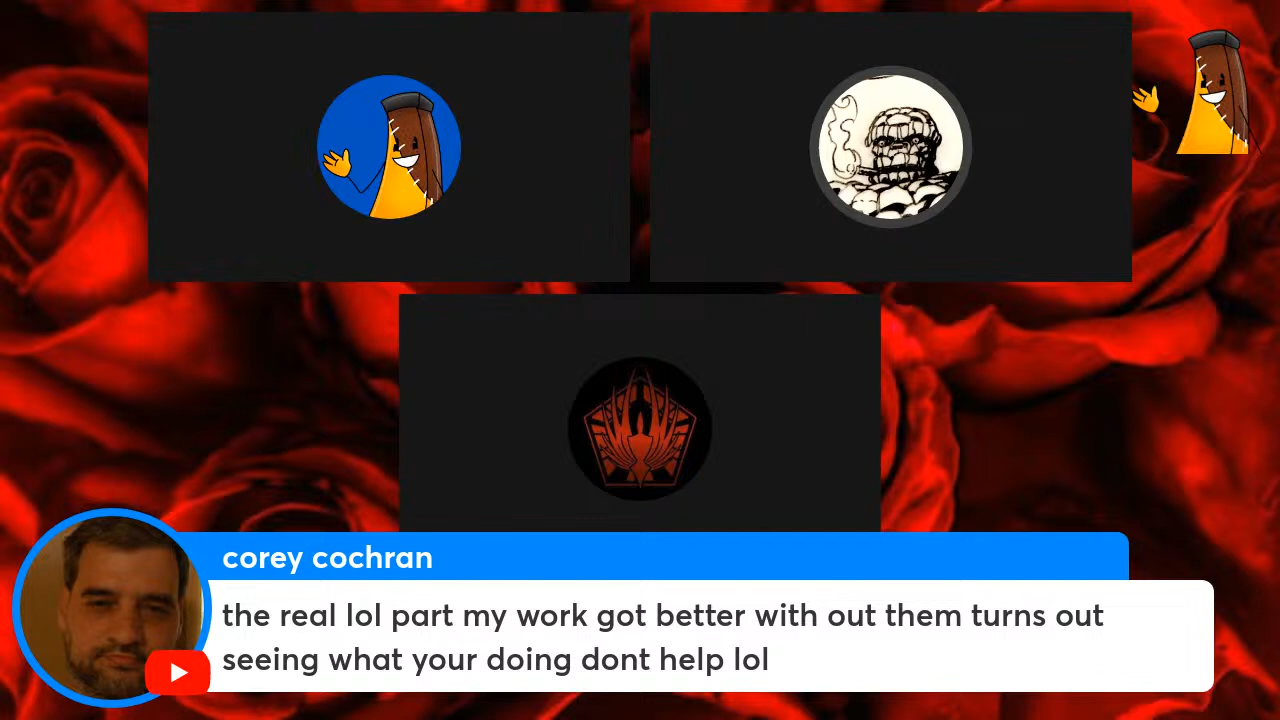 corey cochran
the real lol part my work got better with out them turns out
seeing what your doing dont help lol